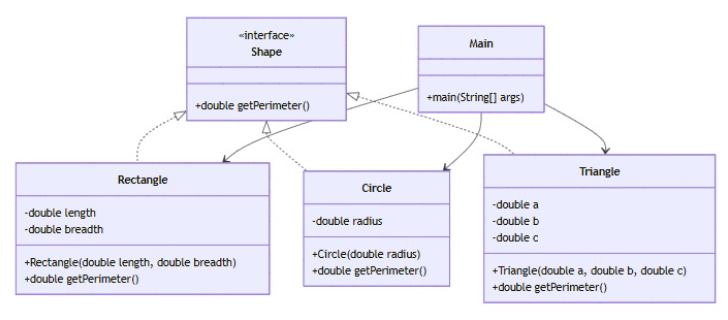 «interface»
Shape
+double getPerimeter()
Main
+main(String[] args)
Rectangle
-double length
-double breadth
+Rectangle(double length, double breadth)
+double getPerimeter()
Circle
-double radius
+Circle(double radius)
+double getPerimeter()
Triangle
-double a
-double b
-double c
+Triangle(double a, double b, double c)
+double getPerimeter()